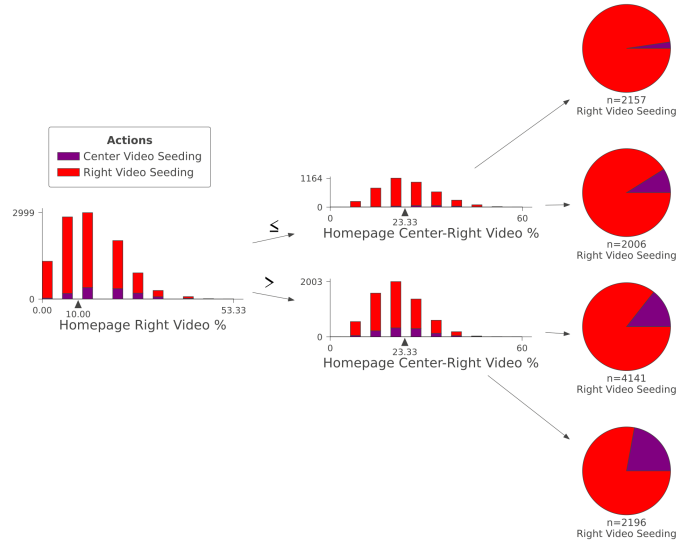 Actions
Center Video Seeding
Right Video Seeding
2999
0
0.00
10.00
53.33
Homepage Right Video %
≤
>
1164
0
0
23.33
60
Homepage Center-Right Video %
2003
0
0
23.33
60
Homepage Center-Right Video %
n=2157
Right Video Seeding
n=2006
Right Video Seeding
n=4141
Right Video Seeding
n=2196
Right Video Seeding